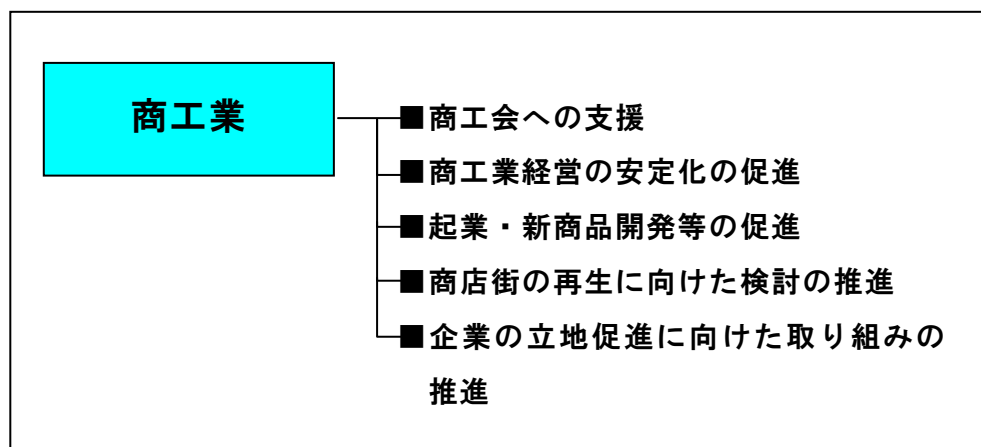 商工業
■商工会への支援
■商工業経営の安定化の促進
■起業・新商品開発等の促進
■商店街の再生に向けた検討の推進
■企業の立地促進に向けた取り組みの
推進